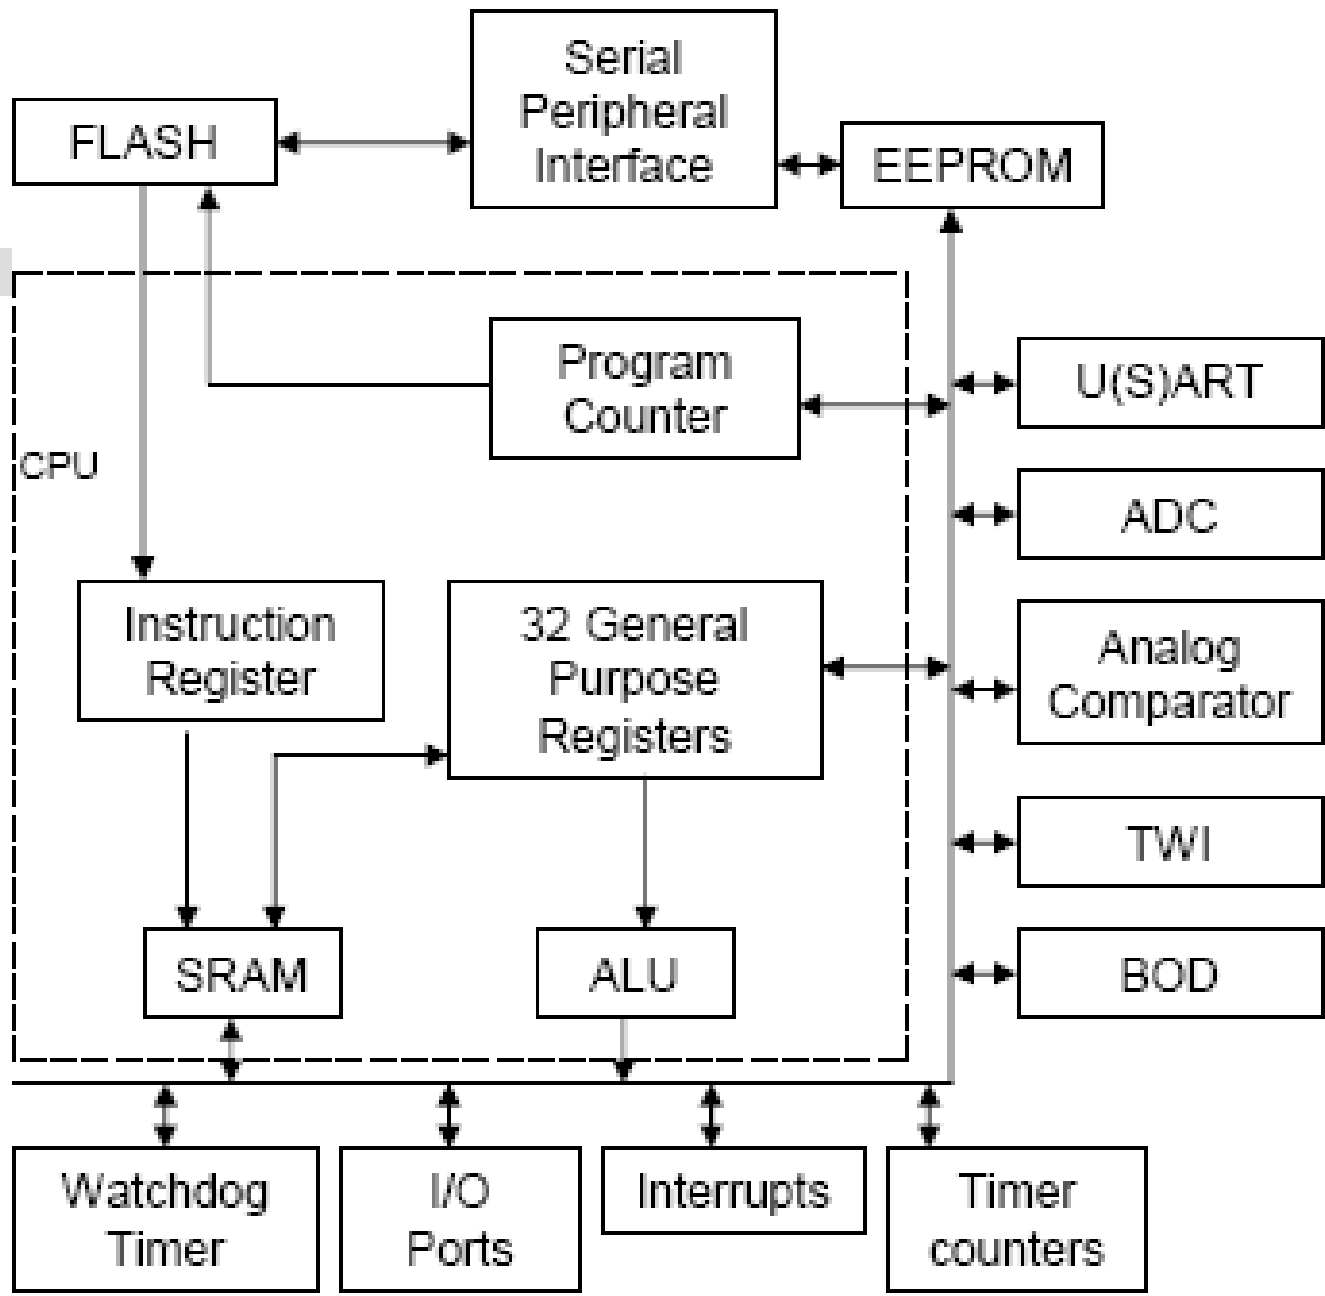 Serial
Peripheral
Interface
FLASH
EEPROM
Program
Counter
U(S)ART
CPU
ADC
Instruction
Register
32 General
Purpose
Registers
Analog
Comparator
TWI
SRAM
ALU
BOD
Watchdog
Timer
I/O
Ports
Interrupts
Timer
counters